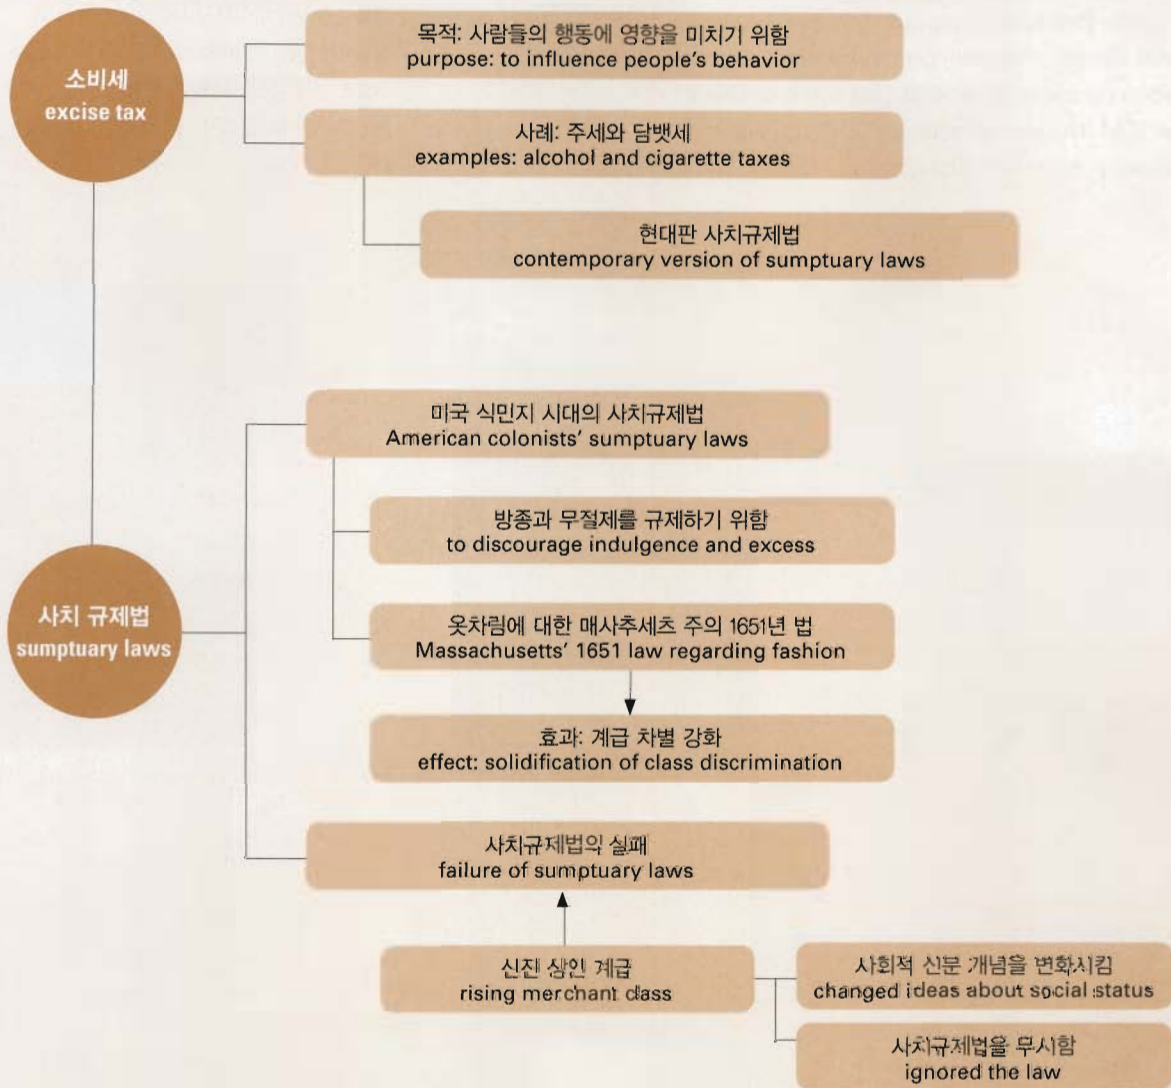 목적: 사람들의 행동에 영향을 미치기 위함
purpose: to influence people's behavior
소비세
excise tax
사례: 주세와 담뱃세
examples: alcohol and cigarette taxes
현대판 사치규제법
contemporary version of sumptuary laws
미국 식민지 시대의 사치규제법
American colonists' sumptuary laws
방종과 무절제를 규제하기 위함
to discourage indulgence and excess
사치 규제법
sumptuary laws
옷차림에 대한 매사추세츠 주의 1651년 법
Massachusetts' 1651 law regarding fashion
효과: 계급 차별 강화
effect: solidification of class discrimination
사치규제법의 실패
failure of sumptuary laws
신진 상인 계급
rising merchant class
사회적 신분 개념을 변화시킴
changed ideas about social status
사치규제법을 무시함
ignored the law